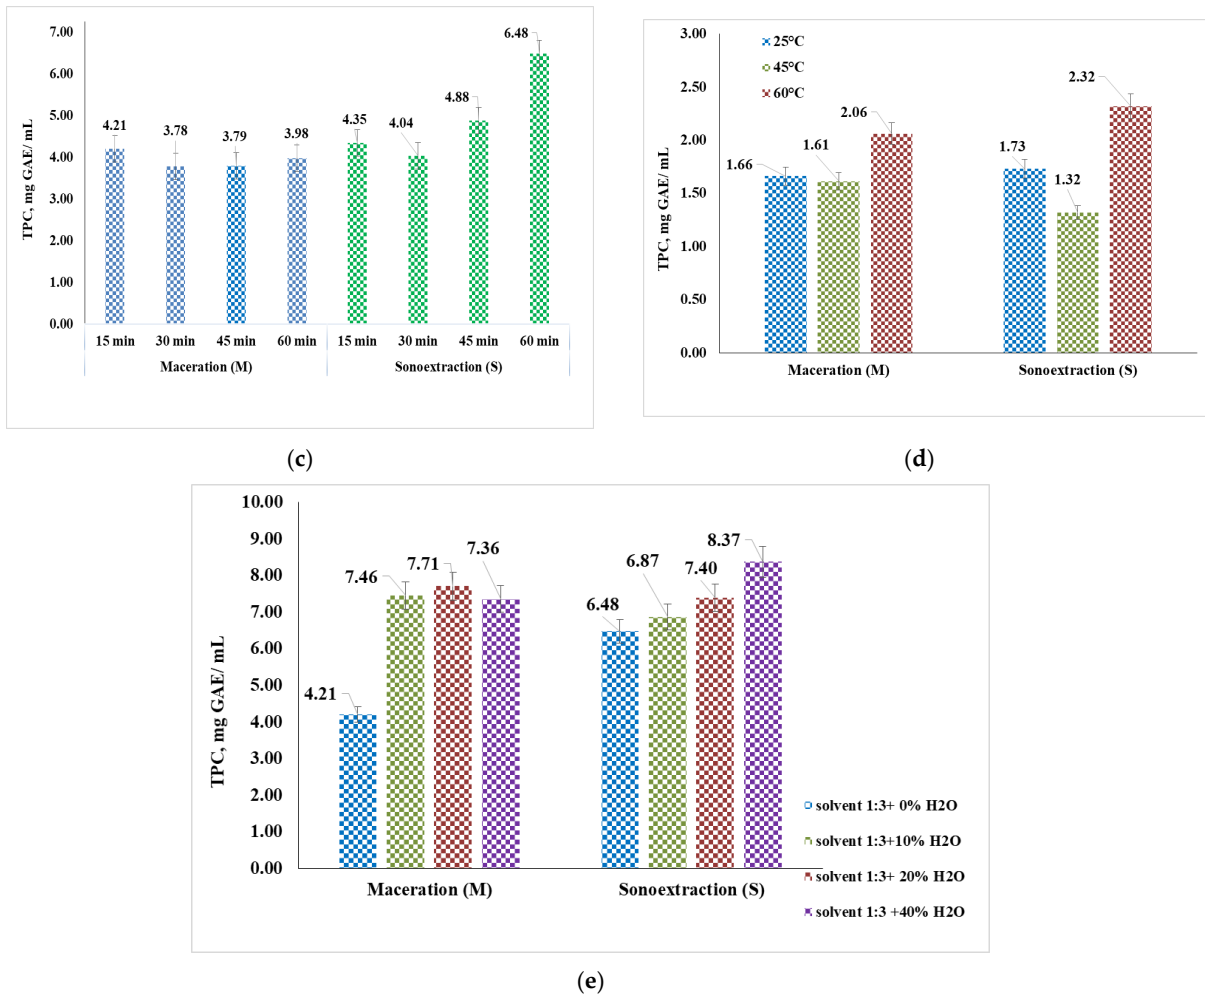 7.00
6.00
5.00
4.00
3.00
2.00
1.00
0.00
TPC, mg GAE/ mL
4.21
3.78
3.79
3.98
4.35
4.04
4.88
6.48
15 min 30 min 45 min 60 min 15 min 30 min 45 min 60 min
Maceration (M) Sonoextraction (S)
(c)
3.00
2.50
2.00
1.50
1.00
0.50
0.00
TPC, mg GAE/ mL
25°C
45°C
60°C
1.66
1.61
2.06
1.73
1.32
2.32
Maceration (M) Sonoextraction (S)
(d)
10.00
9.00
8.00
7.00
6.00
5.00
4.00
3.00
2.00
1.00
0.00
TPC, mg GAE/ mL
4.21
7.46
7.71
7.36
6.48
6.87
7.40
8.37
Maceration (M) Sonoextraction (S)
solvent 1:3+ 0% H2O
solvent 1:3+10% H2O
solvent 1:3+ 20% H2O
solvent 1:3 +40% H2O
(e)